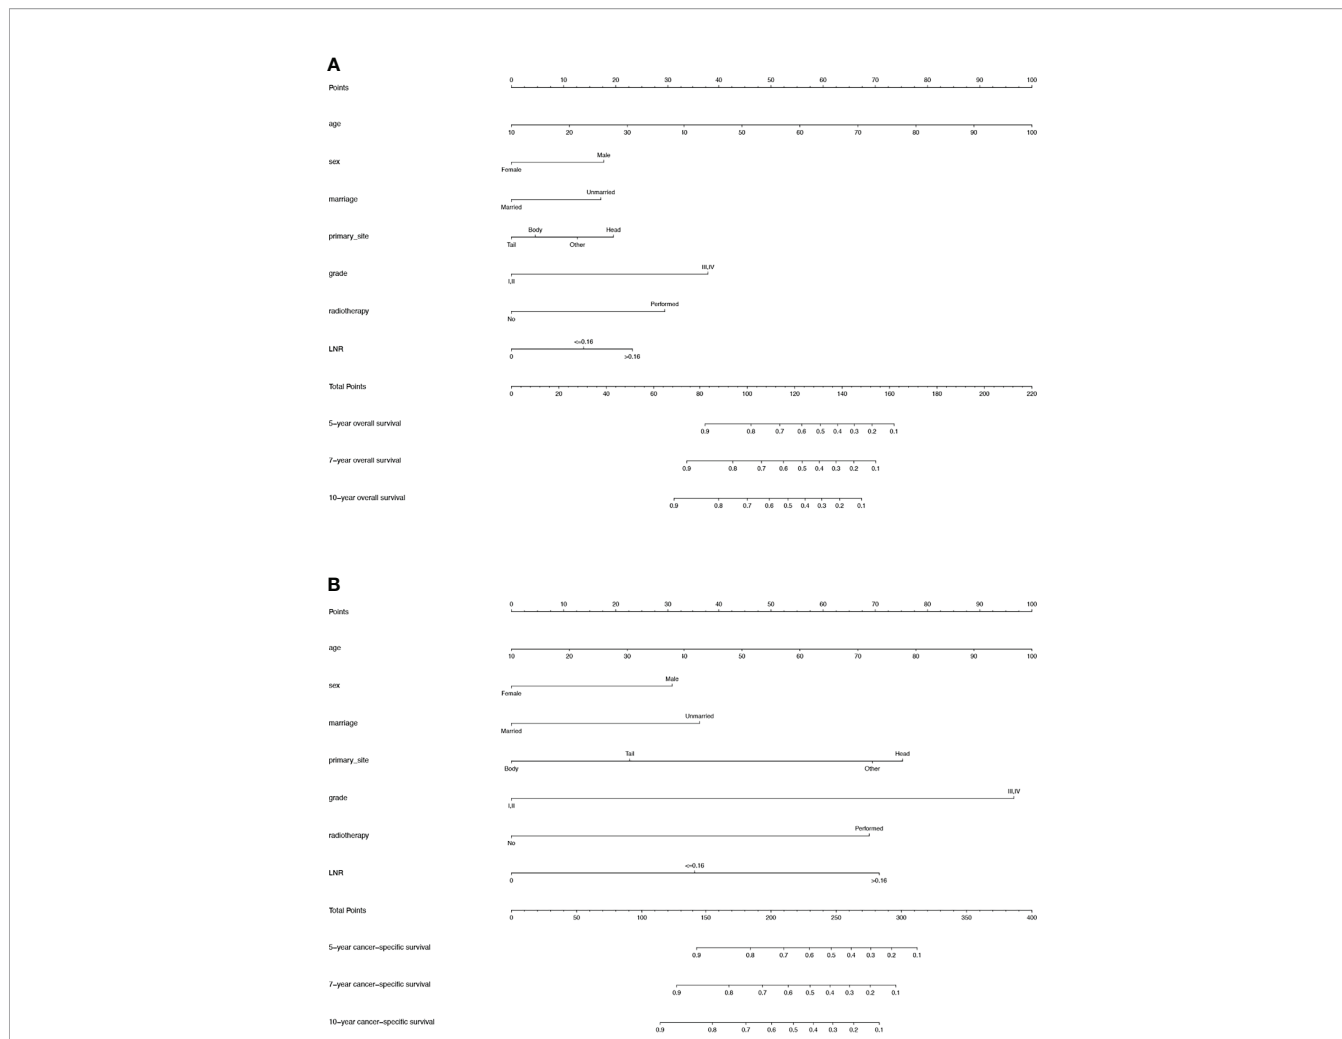 A
0 10 20 30 40 50 60 70 80 90 100
Points
age
10 20 30 40 50 60 70 80 90 100
Male
sex
Female
Unmarried
marriage
Married
Body Head
primary_site
Tail Other
III,IV
grade
I,II
Performed
radiotherapy
No
<=0.16
LNR
0 >0.16
Total Points
0 20 40 60 80 100 120 140 160 180 200 220
5−year overall survival
0.9 0.8 0.7 0.6 0.5 0.4 0.3 0.2 0.1
7−year overall survival
0.9 0.8 0.7 0.6 0.5 0.4 0.3 0.2 0.1
10−year overall survival
0.9 0.8 0.7 0.6 0.5 0.4 0.3 0.2 0.1
B
0 10 20 30 40 50 60 70 80 90 100
Points
age
10 20 30 40 50 60 70 80 90 100
Male
sex
Female
Unmarried
marriage
Married
Tail Head
primary_site
Body Other
III,IV
grade
I,II
Performed
radiotherapy
No
<=0.16
LNR
0 >0.16
Total Points
0 50 100 150 200 250 300 350 400
5−year cancer−specific survival
0.9 0.8 0.7 0.6 0.5 0.4 0.3 0.2 0.1
7−year cancer−specific survival
0.9 0.8 0.7 0.6 0.5 0.4 0.3 0.2 0.1
10−year cancer−specific survival
0.9 0.8 0.7 0.6 0.5 0.4 0.3 0.2 0.1